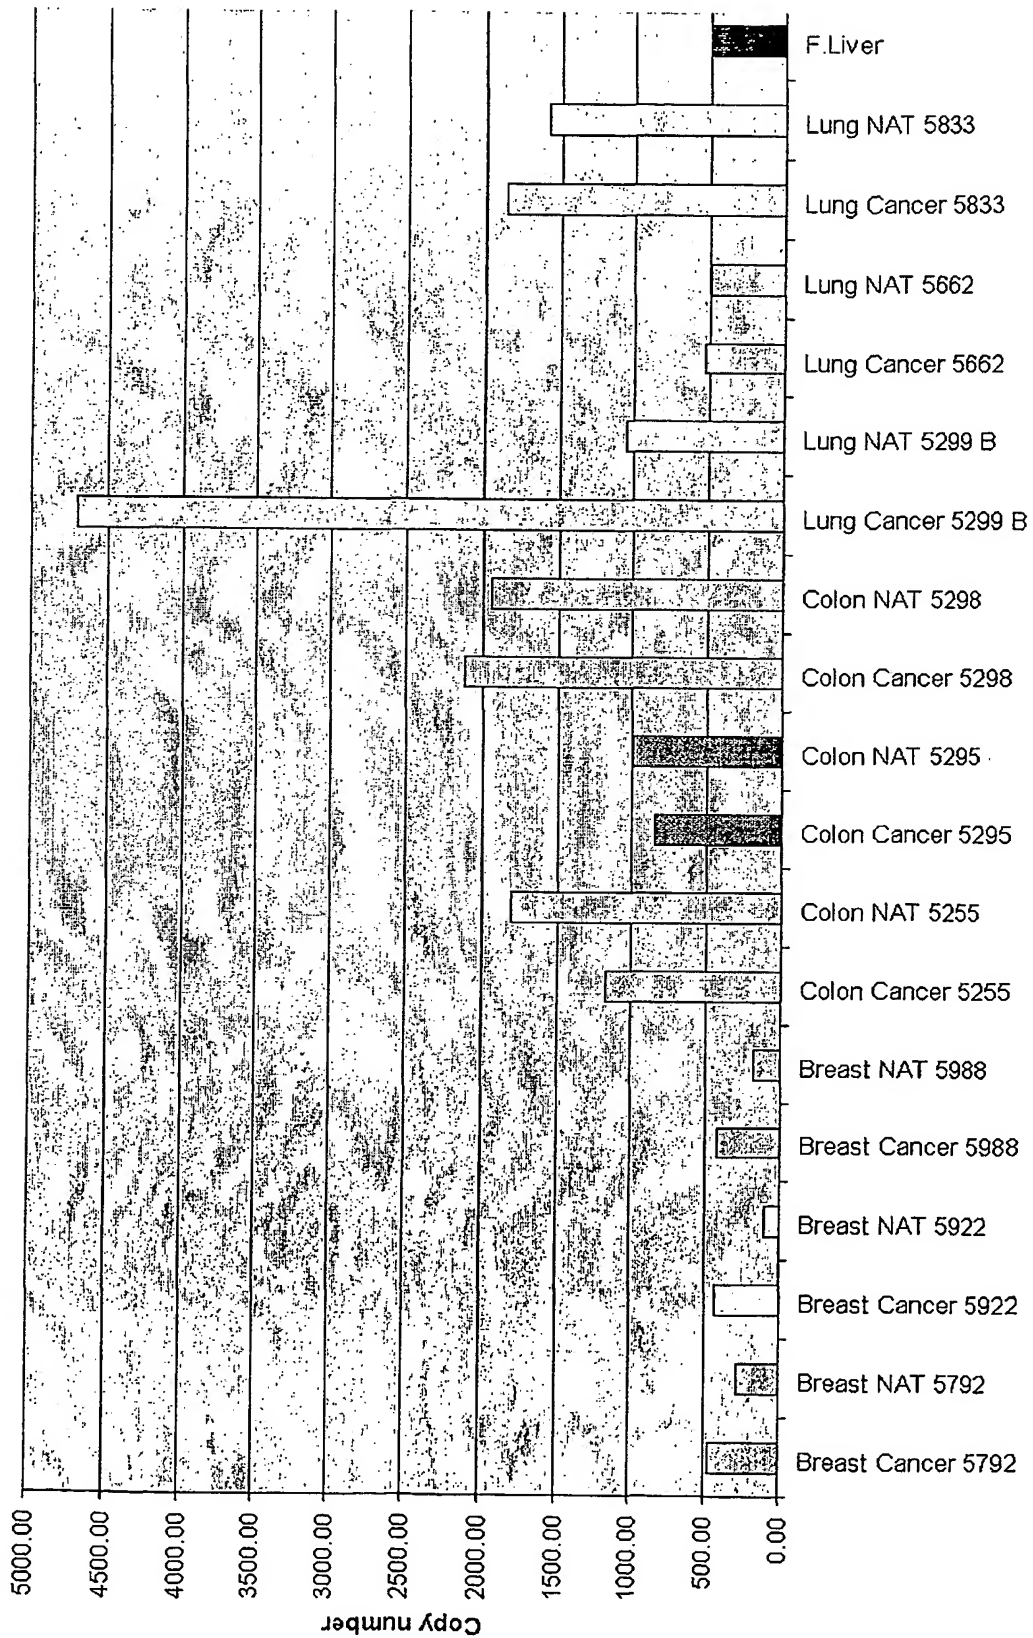 Copy number
5000.00
4500.00
4000.00
3500.00
3000.00
2500.00
2000.00
1500.00
1000.00
500.00
0.00
Breast Cancer 5792
Breast NAT 5792
Breast Cancer 5922
Breast NAT 5922
Breast Cancer 5988
Breast NAT 5988
Colon Cancer 5255
Colon NAT 5255
Colon Cancer 5295
Colon NAT 5295
Colon Cancer 5298
Colon NAT 5298
Lung Cancer 5299 B
Lung NAT 5299 B
Lung Cancer 5662
Lung NAT 5662
Lung Cancer 5833
Lung NAT 5833
F.Liver